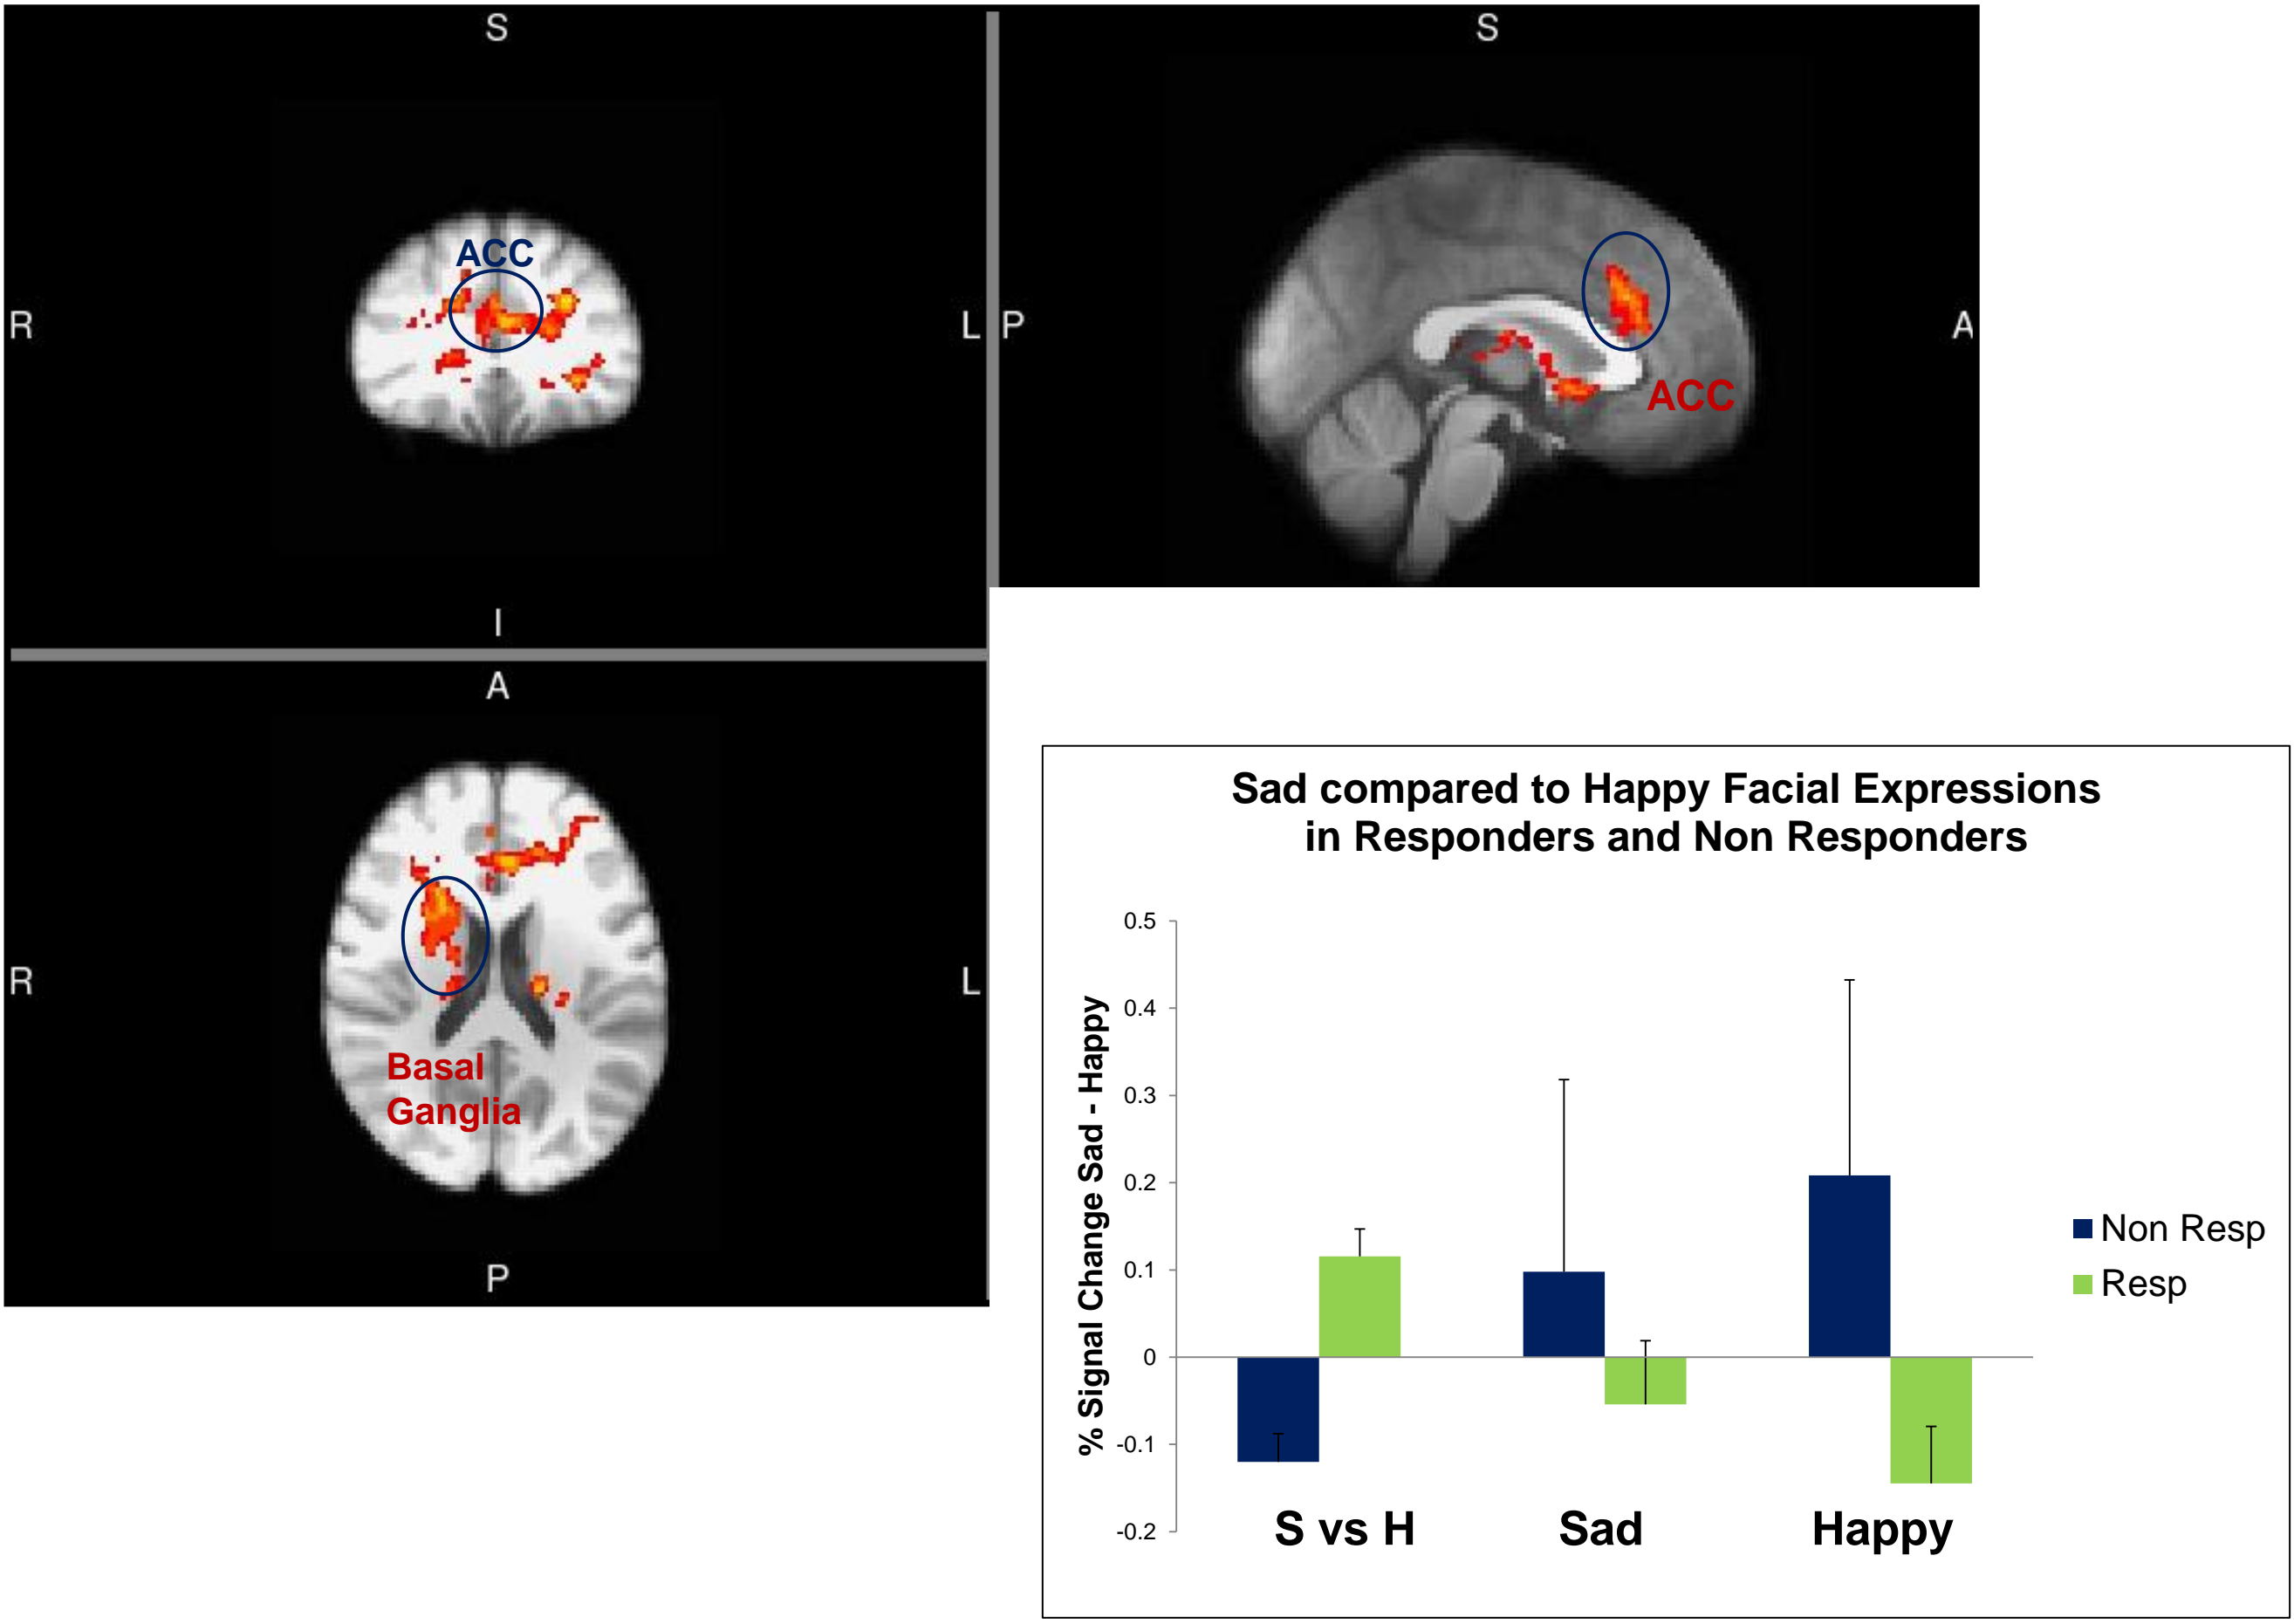 S
ACC
R
L
I
S
P
A
ACC
A
R
L
Basal
Ganglia
P
Sad compared to Happy Facial Expressions
in Responders and Non Responders
% Signal Change Sad - Happy
0.5
0.4
0.3
0.2
0.1
0
-0.1
-0.2
S vs H
Sad
Happy
Non Resp
Resp